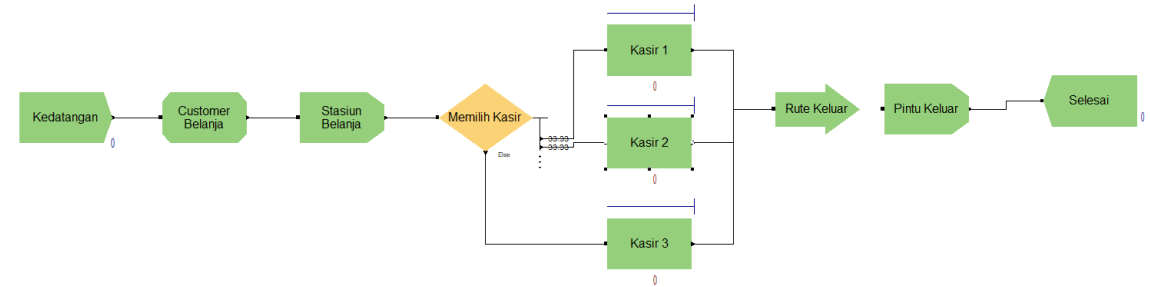 Kedatangan
0
Customer
Belanja
Stasiun
Belanja
Memilih Kasir
33.33
33.33
Else
Kasir 1
0
Kasir 2
0
Kasir 3
0
Rute Keluar
Pintu Keluar
Selesai
0